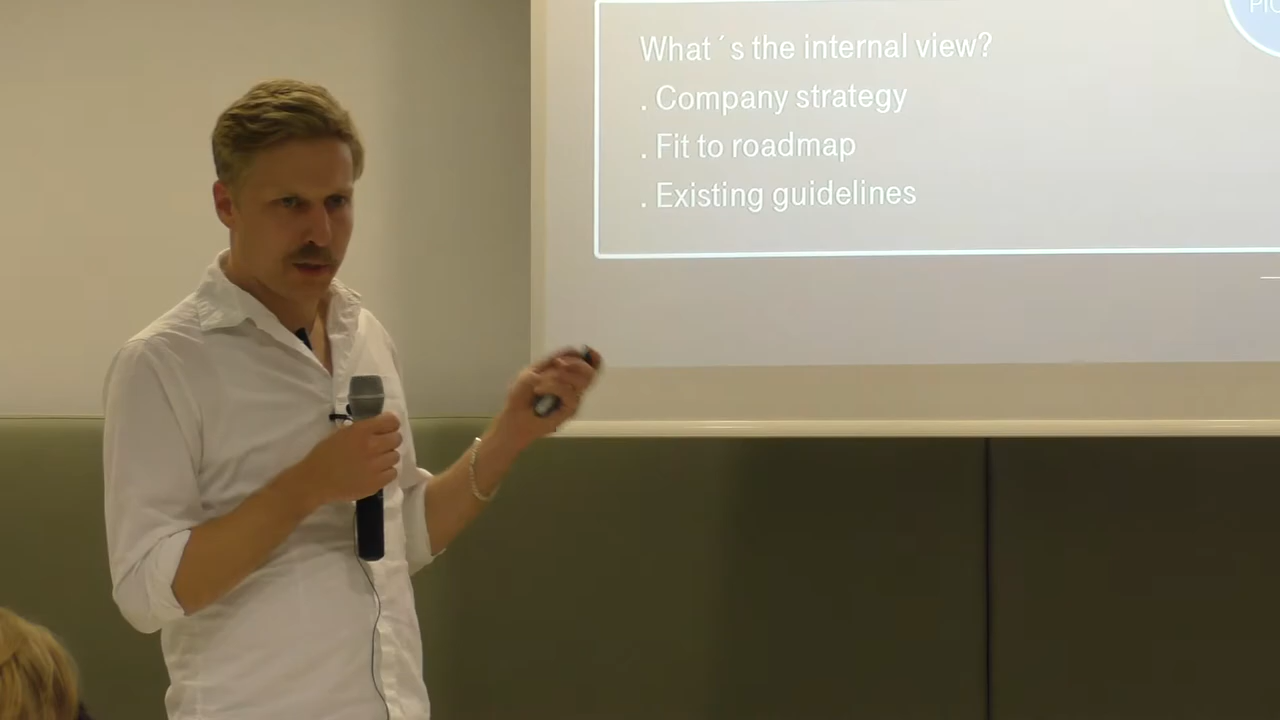 What´s the internal view?
. Company strategy
. Fit to roadmap
. Existing guidelines